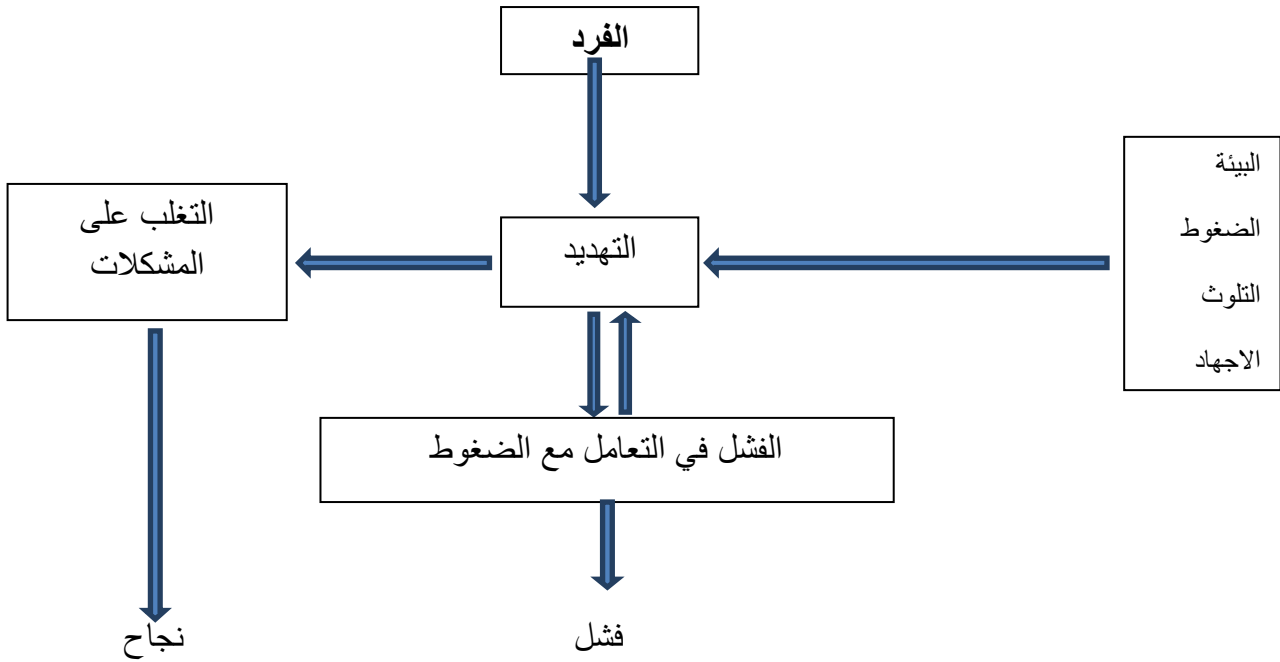 الفرد
البيئة
الضغوط
التلوث
الاجهاد
التهديد
التغلب على
المشكلات
الفشل في التعامل مع الضغوط
فشل
نجاح